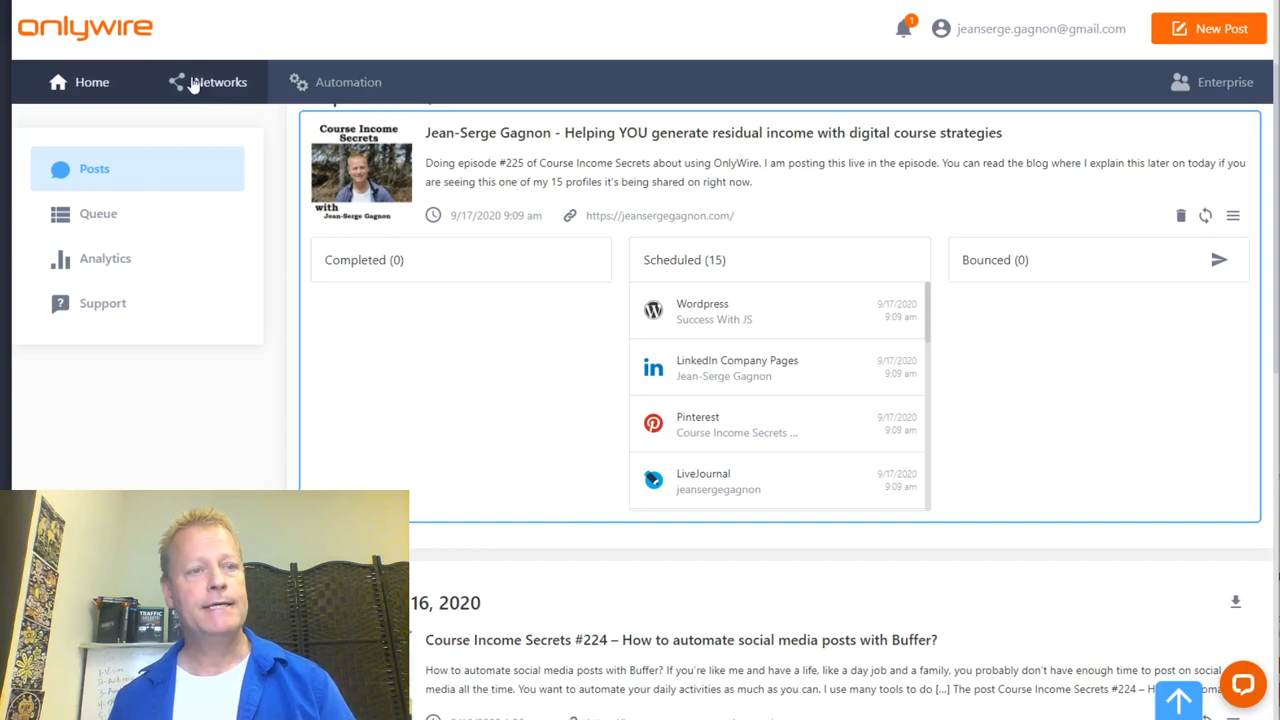 onlywire
1
jeanserge.gagnon@gmail.com
New Post
Home
Networks
Automation
Enterprise
Posts
Queue
Analytics
Support
Course Income
Secrets
with
Jean-Serge Gagnon
Jean-Serge Gagnon - Helping YOU generate residual income with digital course strategies
Doing episode #225 of Course Income Secrets about using OnlyWire. I am posting this live in the episode. You can read the blog where I explain this later on today if you
are seeing this one of my 15 profiles it's being shared on right now.
9/17/2020 9:09 am
https://jeansergegagnon.com/
Completed (0)
Scheduled (15)
Bounced (0)
Wordpress
Success With JS
9/17/2020
9:09 am
LinkedIn Company Pages
Jean-Serge Gagnon
9/17/2020
9:09 am
Pinterest
Course Income Secrets ...
9/17/2020
9:09 am
LiveJournal
jeansergegagnon
9/17/2020
9:09 am
16, 2020
Course Income Secrets #224 – How to automate social media posts with Buffer?
How to automate social media posts with Buffer? If you're like me and have a life, like a day job and a family, you probably don't have enough time to post on social
media all the time. You want to automate your daily activities as much as you can. I use many tools to do [...] The post Course Income Secrets #224 –
TRAFFIC
SECRETS